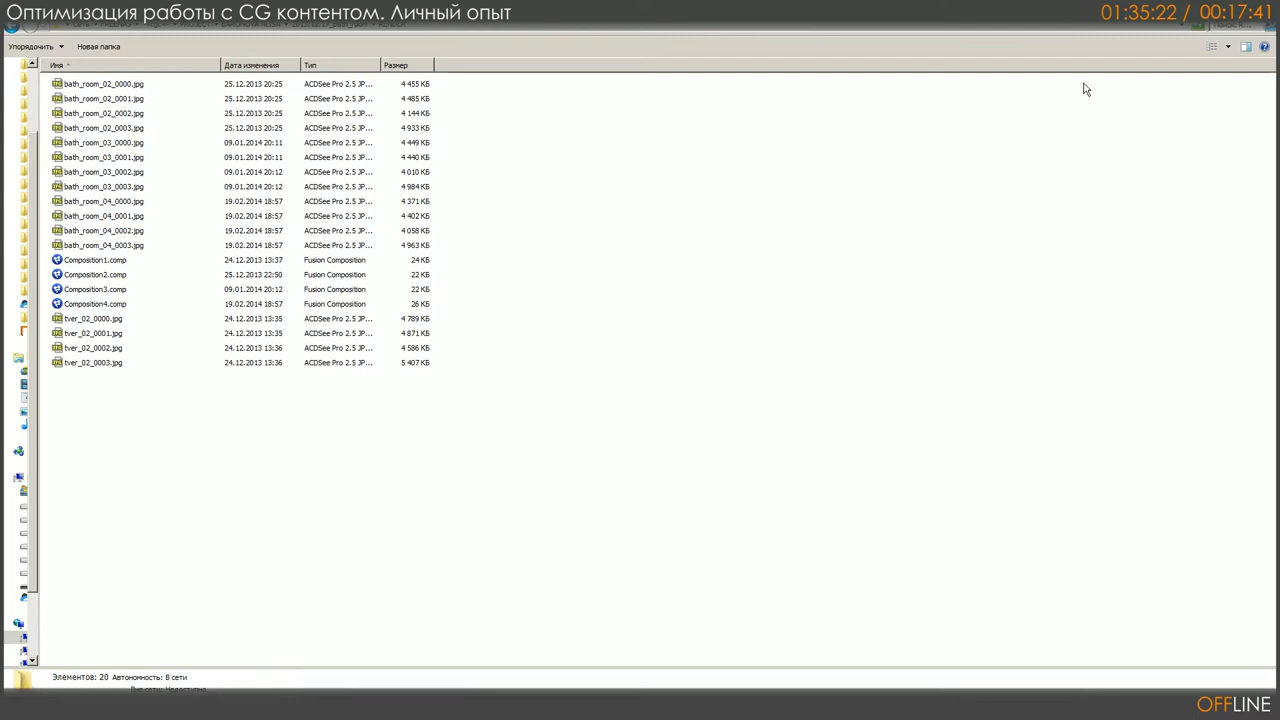 Оптимизация работы с CG контентом. Личный опыт
01:35:22 / 00:17:41
Упорядочить Новая папка
Имя Дата изменения Тип Размер
bath_room_02_0000.jpg 25.12.2013 20:25 ACDSee Pro 2.5 JP... 4 455 КБ
bath_room_02_0001.jpg 25.12.2013 20:25 ACDSee Pro 2.5 JP... 4 485 КБ
bath_room_02_0002.jpg 25.12.2013 20:25 ACDSee Pro 2.5 JP... 4 144 КБ
bath_room_02_0003.jpg 25.12.2013 20:25 ACDSee Pro 2.5 JP... 4 933 КБ
bath_room_03_0000.jpg 09.01.2014 20:11 ACDSee Pro 2.5 JP... 4 449 КБ
bath_room_03_0001.jpg 09.01.2014 20:11 ACDSee Pro 2.5 JP... 4 440 КБ
bath_room_03_0002.jpg 09.01.2014 20:12 ACDSee Pro 2.5 JP... 4 010 КБ
bath_room_03_0003.jpg 09.01.2014 20:12 ACDSee Pro 2.5 JP... 4 984 КБ
bath_room_04_0000.jpg 19.02.2014 18:57 ACDSee Pro 2.5 JP... 4 371 КБ
bath_room_04_0001.jpg 19.02.2014 18:57 ACDSee Pro 2.5 JP... 4 402 КБ
bath_room_04_0002.jpg 19.02.2014 18:57 ACDSee Pro 2.5 JP... 4 058 КБ
bath_room_04_0003.jpg 19.02.2014 18:57 ACDSee Pro 2.5 JP... 4 963 КБ
Composition1.comp 24.12.2013 13:37 Fusion Composition 24 КБ
Composition2.comp 25.12.2013 22:50 Fusion Composition 22 КБ
Composition3.comp 09.01.2014 20:12 Fusion Composition 22 КБ
Composition4.comp 19.02.2014 18:57 Fusion Composition 26 КБ
tver_02_0000.jpg 24.12.2013 13:35 ACDSee Pro 2.5 JP... 4 789 КБ
tver_02_0001.jpg 24.12.2013 13:35 ACDSee Pro 2.5 JP... 4 871 КБ
tver_02_0002.jpg 24.12.2013 13:36 ACDSee Pro 2.5 JP... 4 586 КБ
tver_02_0003.jpg 24.12.2013 13:36 ACDSee Pro 2.5 JP... 5 407 КБ
Элементов: 20 Автономность: В сети
Вне сети: Недоступно
OFFLINE